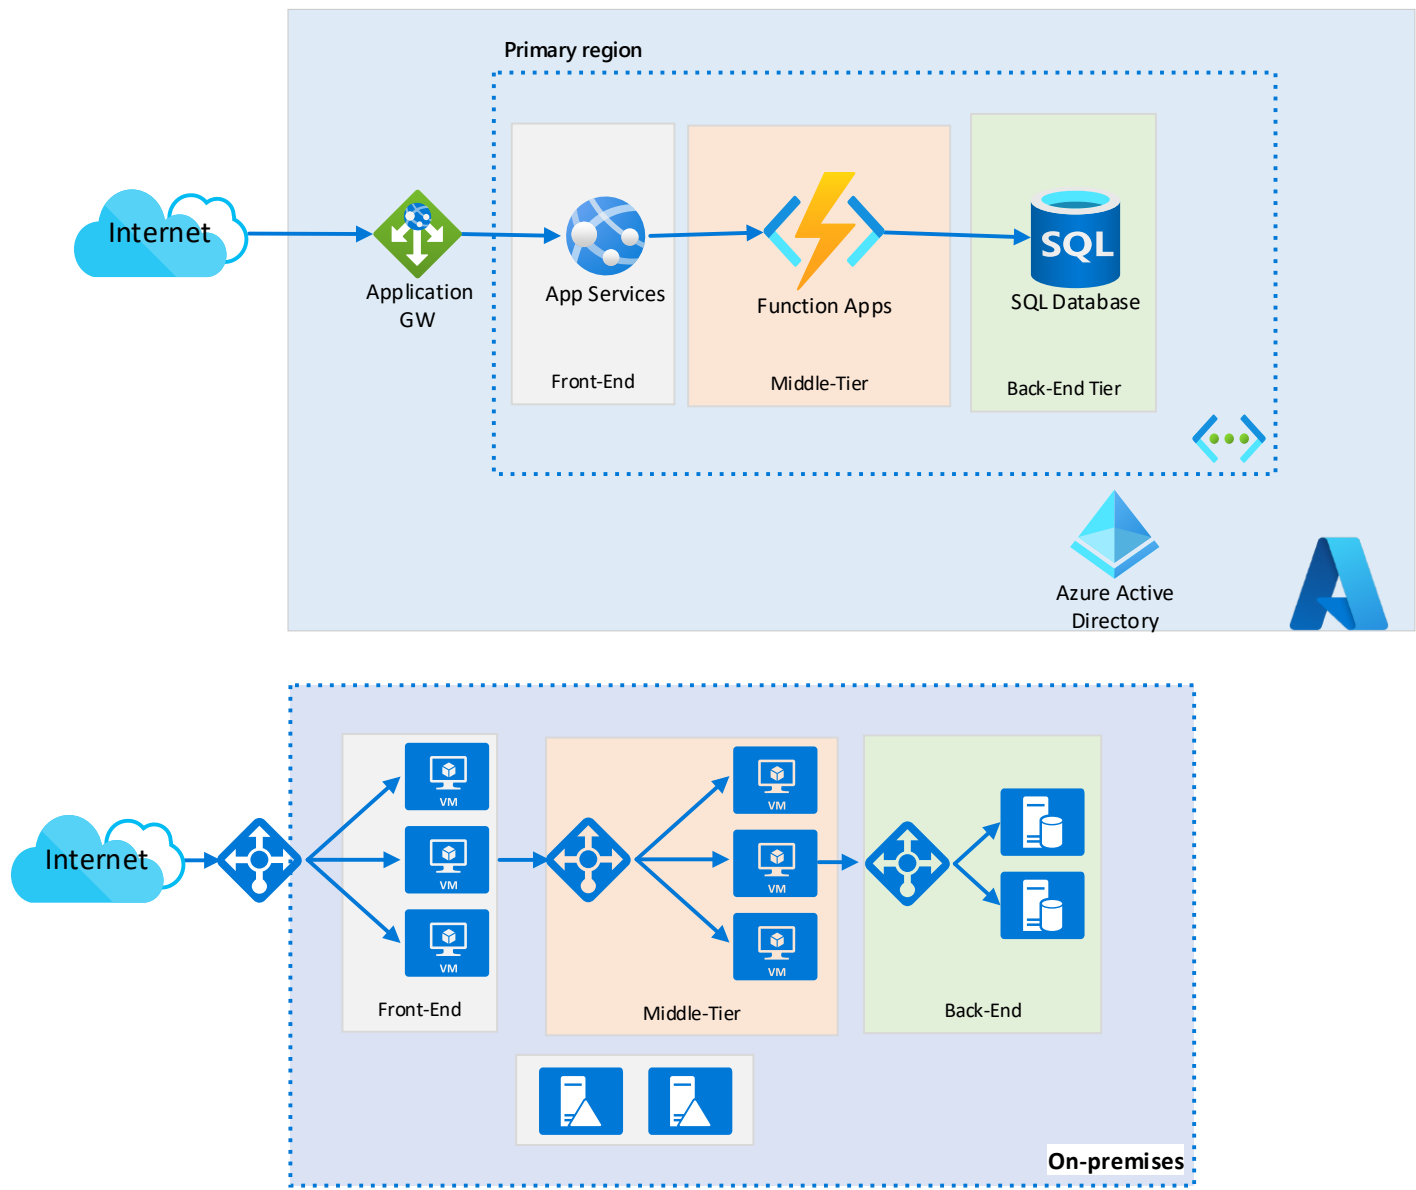 Primary region
Internet
Application
GW
App Services
Function Apps
SQL
SQL Database
Front-End
Middle-Tier
Back-End Tier
Azure Active
Directory
Internet
VM
VM
VM
Front-End
VM
VM
VM
Middle-Tier
Back-End
On-premises